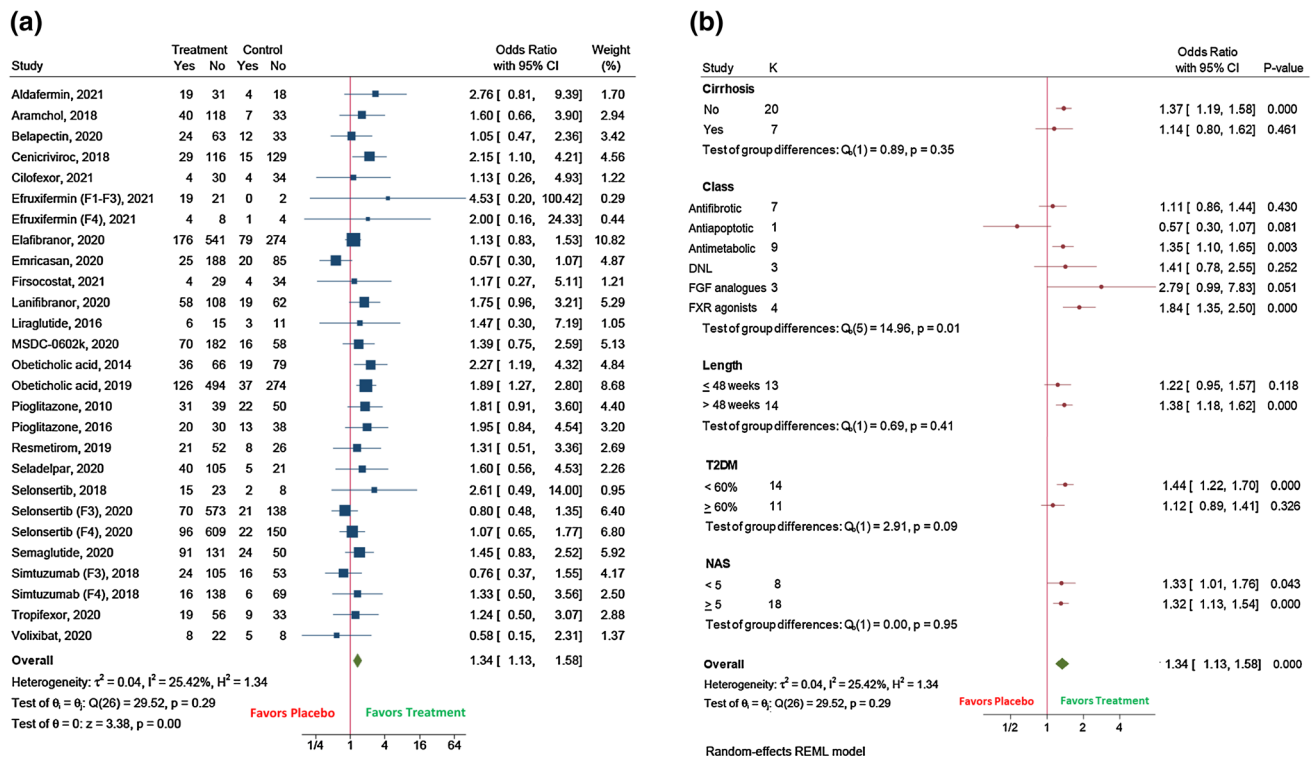 (a)
Treatment Control Odds Ratio Weight
Study Yes No Yes No with 95% CI (%)
Aldafermin, 2021 19 31 4 18 2.76 [ 0.81, 9.39] 1.70
Aramchol, 2018 40 118 7 33 1.60 [ 0.66, 3.90] 2.94
Belapectin, 2020 24 63 12 33 1.05 [ 0.47, 2.36] 3.42
Cenicriviroc, 2018 29 116 15 129 2.15 [ 1.10, 4.21] 4.56
Cilofexor, 2021 4 30 4 34 1.13 [ 0.26, 4.93] 1.22
Efruxifermin (F1-F3), 2021 19 21 0 2 4.53 [ 0.20, 100.42] 0.29
Efruxifermin (F4), 2021 4 8 1 4 2.00 [ 0.16, 24.33] 0.44
Elafibranor, 2020 176 541 79 274 1.13 [ 0.83, 1.53] 10.82
Emricasan, 2020 25 188 20 85 0.57 [ 0.30, 1.07] 4.87
Firsocostat, 2021 4 29 4 34 1.17 [ 0.27, 5.11] 1.21
Lanifibranor, 2020 58 108 19 62 1.75 [ 0.96, 3.21] 5.29
Liraglutide, 2016 6 15 3 11 1.47 [ 0.30, 7.19] 1.05
MSDC-0602k, 2020 70 182 16 58 1.39 [ 0.75, 2.59] 5.13
Obeticholic acid, 2014 36 66 19 79 2.27 [ 1.19, 4.32] 4.84
Obeticholic acid, 2019 126 494 37 274 1.89 [ 1.27, 2.80] 8.68
Pioglitazone, 2010 31 39 22 50 1.81 [ 0.91, 3.60] 4.40
Pioglitazone, 2016 20 30 13 38 1.95 [ 0.84, 4.54] 3.20
Resmetirom, 2019 21 52 8 26 1.31 [ 0.51, 3.36] 2.69
Seladelpar, 2020 40 105 5 21 1.60 [ 0.56, 4.53] 2.26
Selonsertib, 2018 15 23 2 8 2.61 [ 0.49, 14.00] 0.95
Selonsertib (F3), 2020 70 573 21 138 0.80 [ 0.48, 1.35] 6.40
Selonsertib (F4), 2020 96 609 22 150 1.07 [ 0.65, 1.77] 6.80
Semaglutide, 2020 91 131 24 50 1.45 [ 0.83, 2.52] 5.92
Simtuzumab (F3), 2018 24 105 16 53 0.76 [ 0.37, 1.55] 4.17
Simtuzumab (F4), 2018 16 138 6 69 1.33 [ 0.50, 3.56] 2.50
Tropifexor, 2020 19 56 9 33 1.24 [ 0.50, 3.07] 2.88
Volixibat, 2020 8 22 5 8 0.58 [ 0.15, 2.31] 1.37
Overall 1.34 [ 1.13, 1.58]
Heterogeneity: τ² = 0.04, I² = 25.42%, H² = 1.34
Test of θi = θj: Q(26) = 29.52, p = 0.29
Test of θ = 0: z = 3.38, p = 0.00
Favors Placebo Favors Treatment
1/4 1 4 16 64
(b)
Odds Ratio
Study K with 95% CI P-value
Cirrhosis
No 20 1.37 [ 1.19, 1.58] 0.000
Yes 7 1.14 [ 0.80, 1.62] 0.461
Test of group differences: Qb(1) = 0.89, p = 0.35
Class
Antifibrotic 7 1.11 [ 0.86, 1.44] 0.430
Antiapoptotic 1 0.57 [ 0.30, 1.07] 0.081
Antimetabolic 9 1.35 [ 1.10, 1.65] 0.003
DNL 3 1.41 [ 0.78, 2.55] 0.252
FGF analogues 3 2.79 [ 0.99, 7.83] 0.051
FXR agonists 4 1.84 [ 1.35, 2.50] 0.000
Test of group differences: Qb(5) = 14.96, p = 0.01
Length
≤ 48 weeks 13 1.22 [ 0.95, 1.57] 0.118
> 48 weeks 14 1.38 [ 1.18, 1.62] 0.000
Test of group differences: Qb(1) = 0.69, p = 0.41
T2DM
< 60% 14 1.44 [ 1.22, 1.70] 0.000
≥ 60% 11 1.12 [ 0.89, 1.41] 0.326
Test of group differences: Qb(1) = 2.91, p = 0.09
NAS
< 5 8 1.33 [ 1.01, 1.76] 0.043
≥ 5 18 1.32 [ 1.13, 1.54] 0.000
Test of group differences: Qb(1) = 0.00, p = 0.95
Overall 1.34 [ 1.13, 1.58] 0.000
Heterogeneity: τ² = 0.04, I² = 25.42%, H² = 1.34
Test of θi = θj: Q(26) = 29.52, p = 0.29
Favors Placebo Favors Treatment
1/2 1 2 4
Random-effects REML model